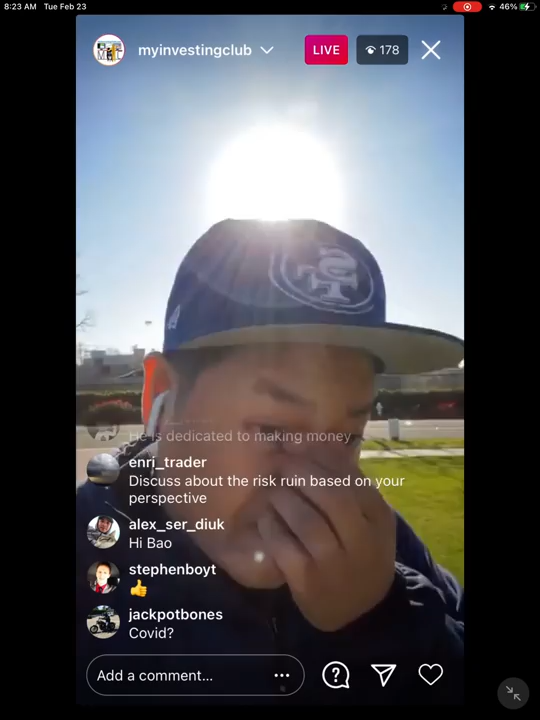 8:23 AM Tue Feb 23
46%
myinvestingclub
LIVE
178
He is dedicated to making money
enri_trader
Discuss about the risk ruin based on your
perspective
alex_ser_diuk
Hi Bao
stephenboyt
👍
jackpotbones
Covid?
Add a comment...